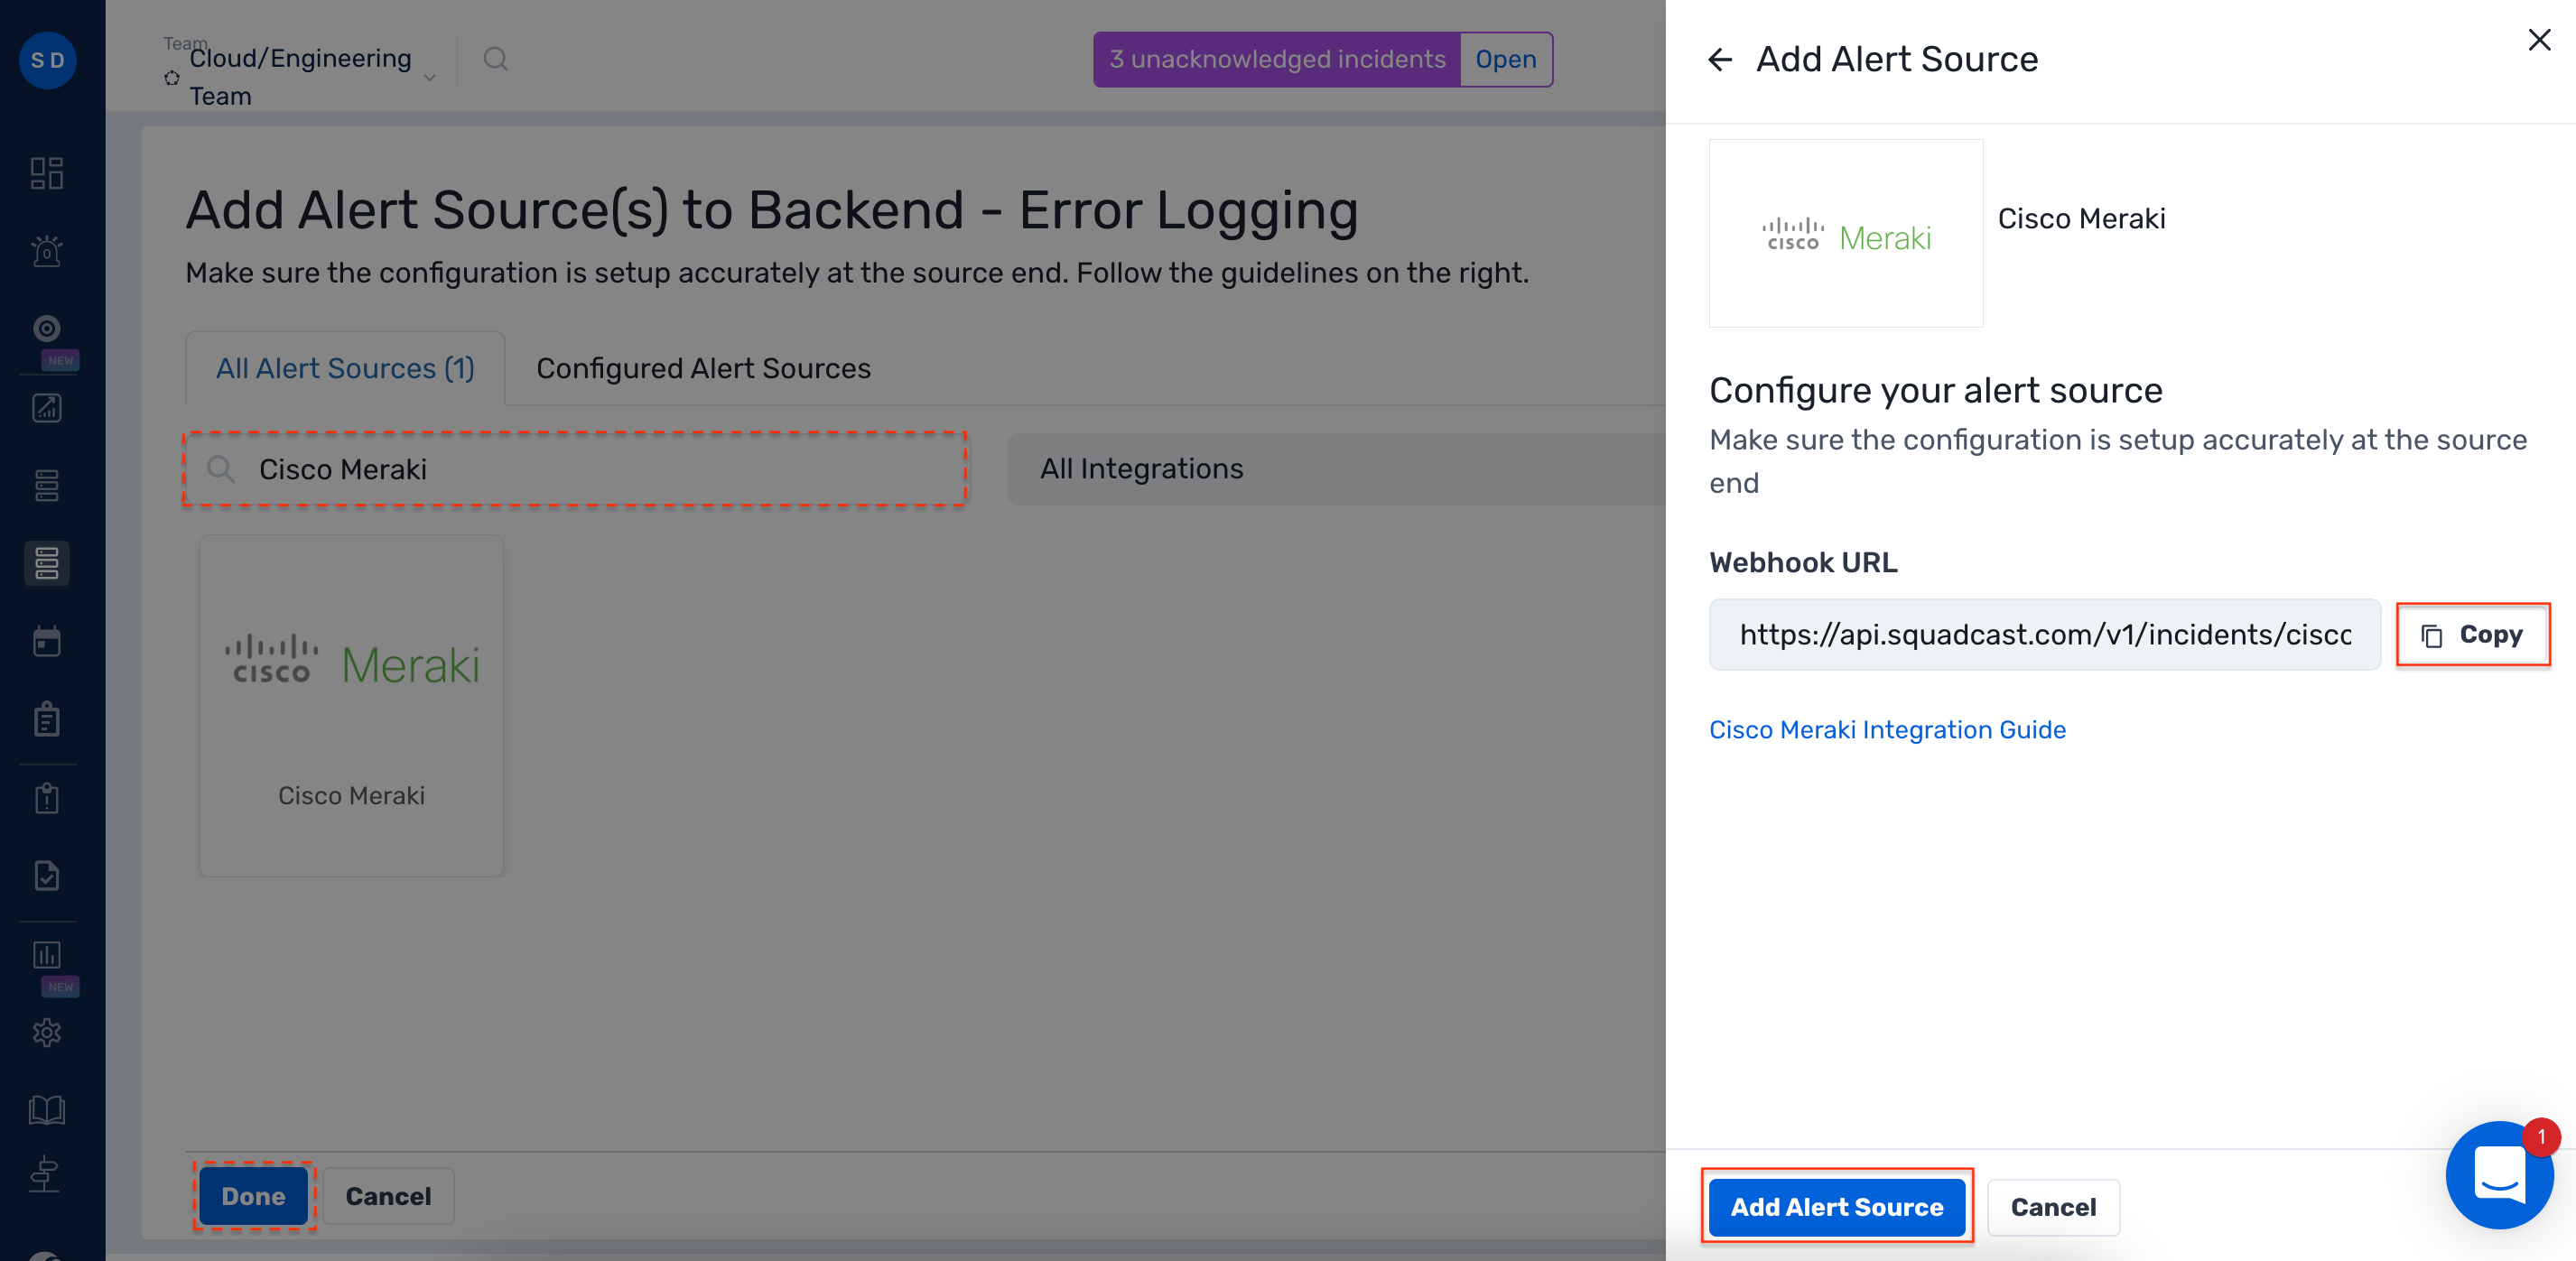 S D
Team
Cloud/Engineering
Team
3 unacknowledged incidents
Open
NEW
NEW
Add Alert Source(s) to Backend - Error Logging
Make sure the configuration is setup accurately at the source end. Follow the guidelines on the right.
All Alert Sources (1)
Configured Alert Sources
Cisco Meraki
All Integrations
cisco Meraki
Cisco Meraki
Done
Cancel
Add Alert Source
cisco Meraki
Cisco Meraki
Configure your alert source
Make sure the configuration is setup accurately at the source
end
Webhook URL
https://api.squadcast.com/v1/incidents/cisco
Copy
Cisco Meraki Integration Guide
1
Add Alert Source
Cancel